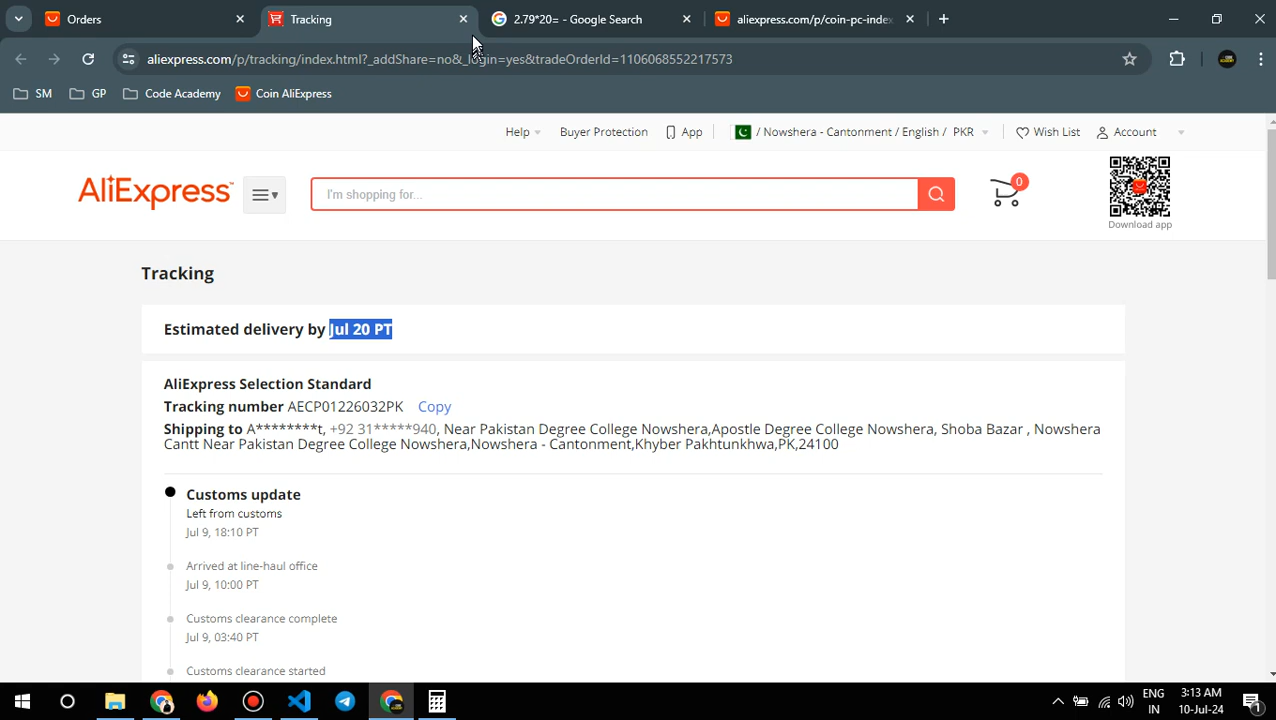 Orders
Tracking
2.79*20= - Google Search
aliexpress.com/p/coin-pc-index
aliexpress.com/p/tracking/index.html?_addShare=no&_login=yes&tradeOrderId=1106068552217573
SM
GP
Code Academy
Coin AliExpress
Help
Buyer Protection
App
/ Nowshera - Cantonment / English / PKR
Wish List
Account
AliExpress
I'm shopping for...
0
Download app
Tracking
Estimated delivery by Jul 20 PT
AliExpress Selection Standard
Tracking number AECP01226032PK Copy
Shipping to A********t, +92 31*****940, Near Pakistan Degree College Nowshera,Apostle Degree College Nowshera, Shoba Bazar , Nowshera
Cantt Near Pakistan Degree College Nowshera,Nowshera - Cantonment,Khyber Pakhtunkhwa,PK,24100
Customs update
Left from customs
Jul 9, 18:10 PT
Arrived at line-haul office
Jul 9, 10:00 PT
Customs clearance complete
Jul 9, 03:40 PT
Customs clearance started
ENG
IN
3:13 AM
10-Jul-24
1